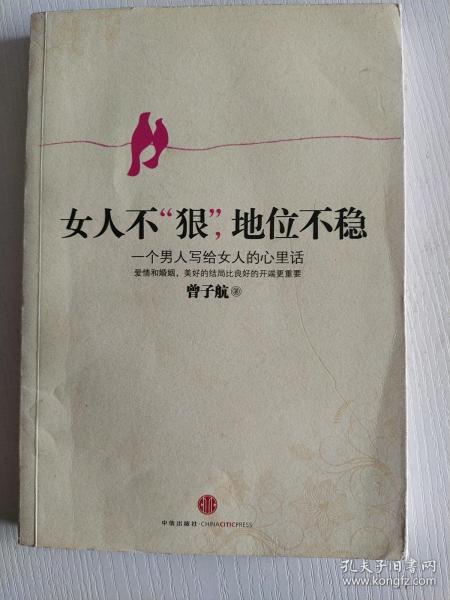 女人不“狠”，地位不稳
一个男人写给女人的心里话
爱情和婚姻，美好的结局比良好的开端更重要
曾子航 著
中信出版社·CHINACITICPRESS
孔夫子旧书网
www.kongfz.com